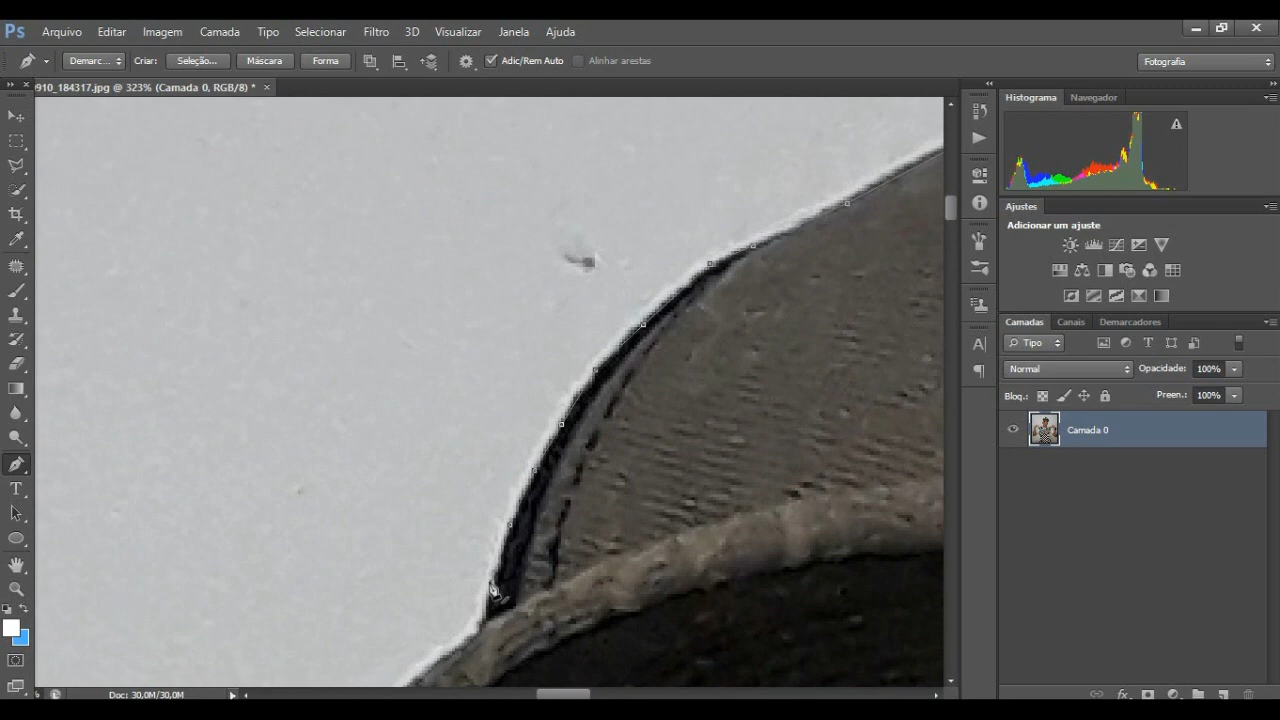 Ps Arquivo Editar Imagem Camada Tipo Selecionar Filtro 3D Visualizar Janela Ajuda
Demarc... Criar: Seleção... Máscara Forma Adic/Rem Auto Alinhar arestas Fotografia
0910_184317.jpg @ 323% (Camada 0, RGB/8) * ×
Histograma Navegador
Ajustes
Adicionar um ajuste
Camadas Canais Demarcadores
Tipo
Normal Opacidade: 100%
Bloq.: Preen.: 100%
Camada 0
Doc: 30,0M/30,0M